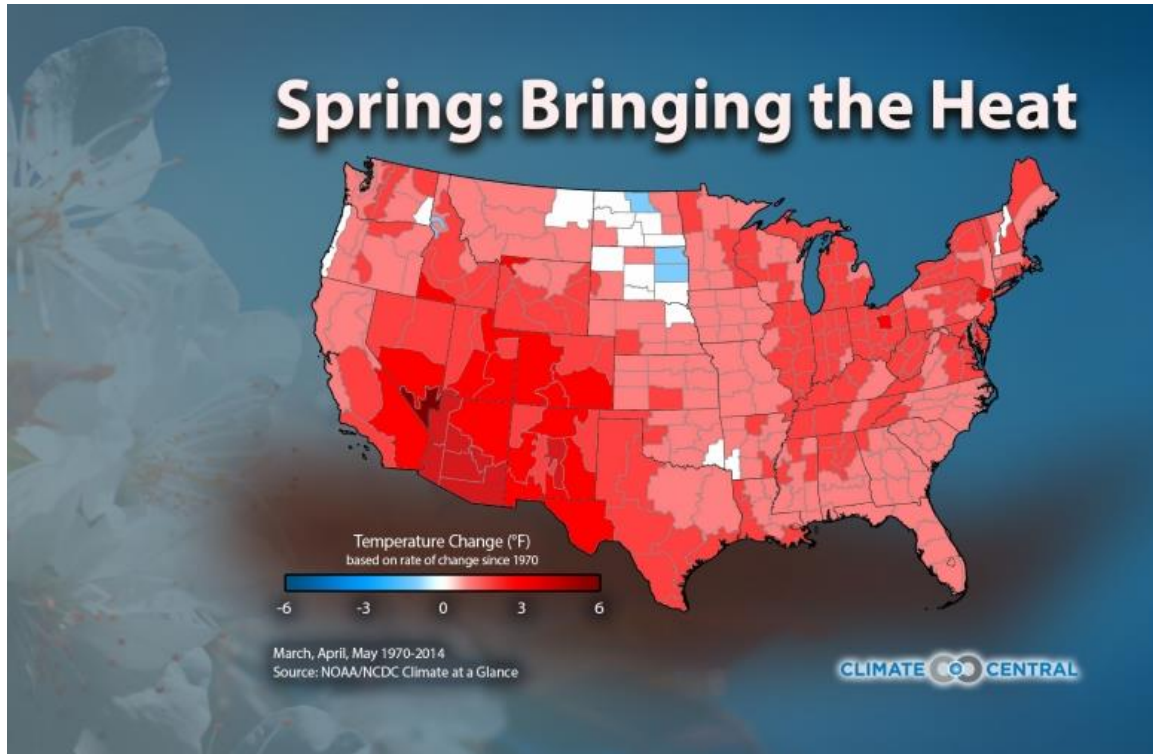 Spring: Bringing the Heat
Temperature Change (°F)
based on rate of change since 1970
-6 -3 0 3 6
March, April, May 1970-2014
Source: NOAA/NCDC Climate at a Glance
CLIMATE CENTRAL